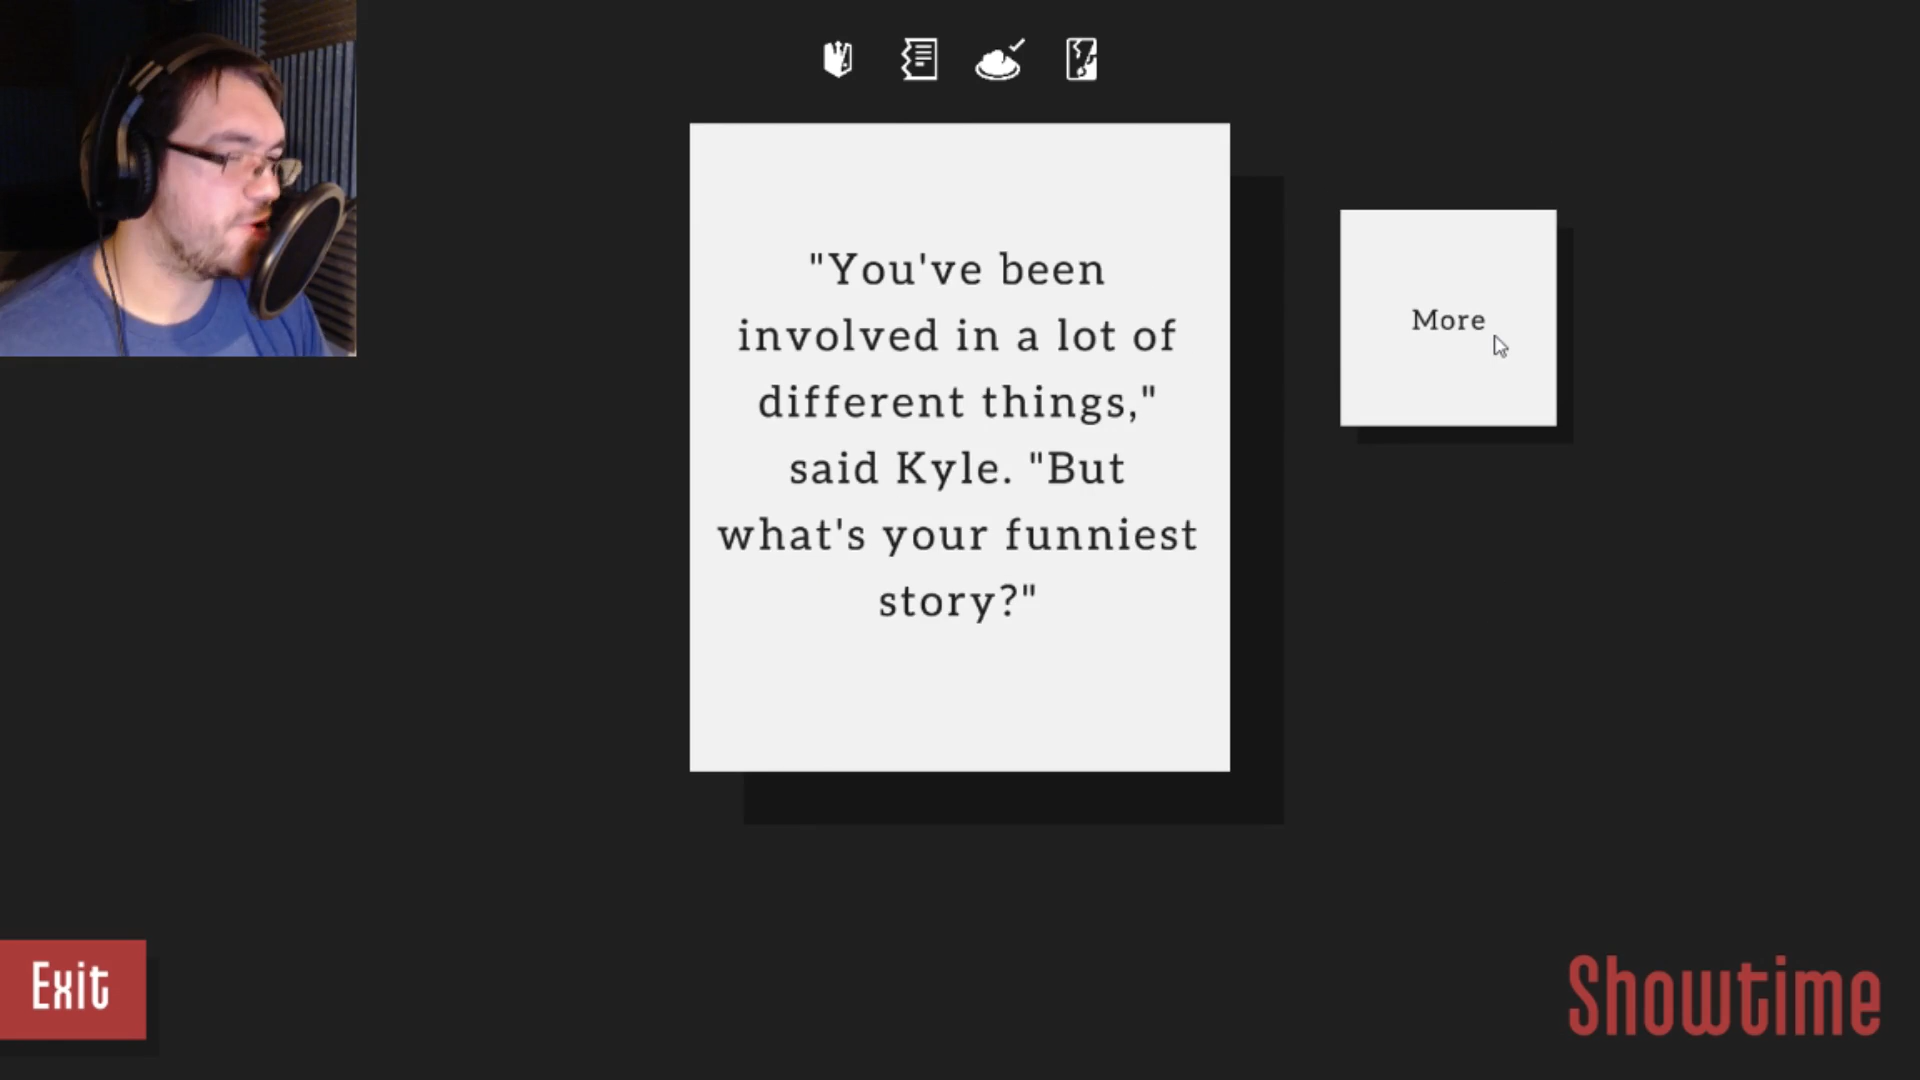 "You've been
involved in a lot of
different things,"
said Kyle. "But
what's your funniest
story?"
More
Exit
Showtime